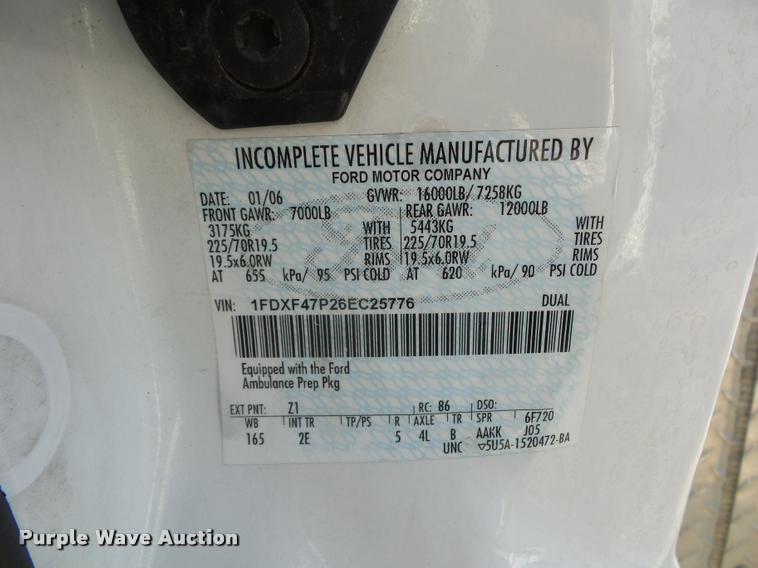 INCOMPLETE VEHICLE MANUFACTURED BY
FORD MOTOR COMPANY
DATE: 01/06 GVWR: 16000LB/ 7258KG
FRONT GAWR: 7000LB REAR GAWR: 12000LB
3175KG WITH 5443KG WITH
225/70R19.5 TIRES 225/70R19.5 TIRES
19.5x6.0RW RIMS 19.5x6.0RW RIMS
AT 655 kPa/ 95 PSI COLD AT 620 kPa/ 90 PSI COLD
VIN: 1FDXF47P26EC25776 DUAL
Equipped with the Ford
Ambulance Prep Pkg
EXT PNT: Z1 RC: 86 DSO:
WB INT TR TP/PS R AXLE TR SPR 6F720
165 2E 5 4L B AAKK J05
UNC ▽5U5A-1520472-BA
Purple Wave Auction